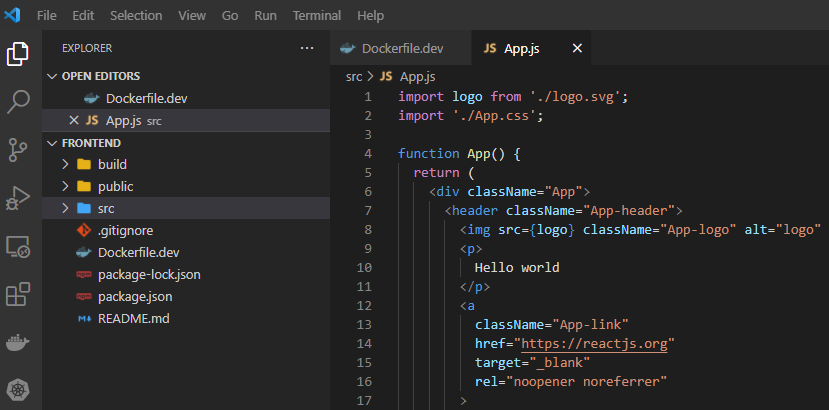 File Edit Selection View Go Run Terminal Help
EXPLORER ...
OPEN EDITORS
Dockerfile.dev
JS App.js src
FRONTEND
build
public
src
.gitignore
Dockerfile.dev
package-lock.json
package.json
README.md
Dockerfile.dev JS App.js
src > JS App.js
1 import logo from './logo.svg';
2 import './App.css';
3
4 function App() {
5 return (
6 <div className="App">
7 <header className="App-header">
8 <img src={logo} className="App-logo" alt="logo"
9 <p>
10 Hello world
11 </p>
12 <a
13 className="App-link"
14 href="https://reactjs.org"
15 target="_blank"
16 rel="noopener noreferrer"
17 >